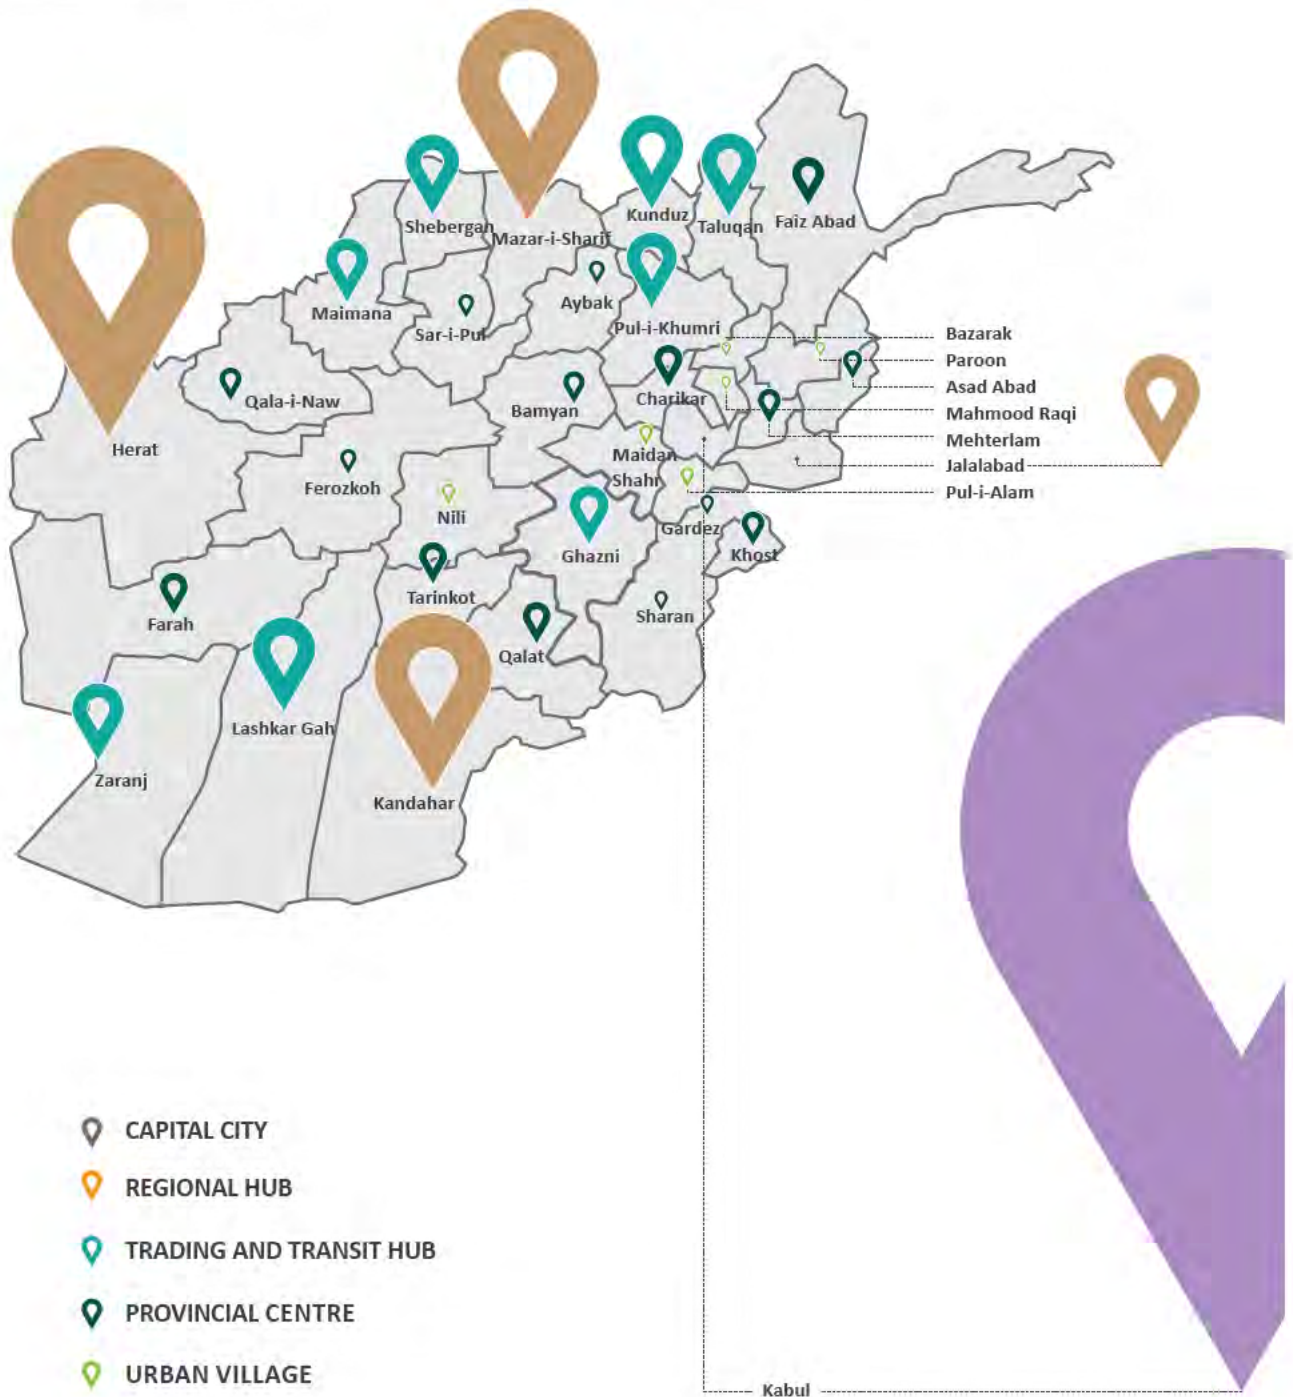 Kunduz
Taluqan
Faiz Abad
Shebergan
Mazar-i-Sharif
Maimana
Aybak
Sar-i-Pul
Pul-i-Khumri
Bazarak
Paroon
Asad Abad
Mahmood Raqi
Mehterlam
Jalalabad
Pul-i-Alam
Qala-i-Naw
Bamyan
Charikar
Herat
Maidan
Shahr
Ferozkoh
Nili
Gardez
Ghazni
Khost
Tarinkot
Farah
Sharan
Qalat
Lashkar Gah
Zaranj
Kandahar
CAPITAL CITY
REGIONAL HUB
TRADING AND TRANSIT HUB
PROVINCIAL CENTRE
URBAN VILLAGE
Kabul